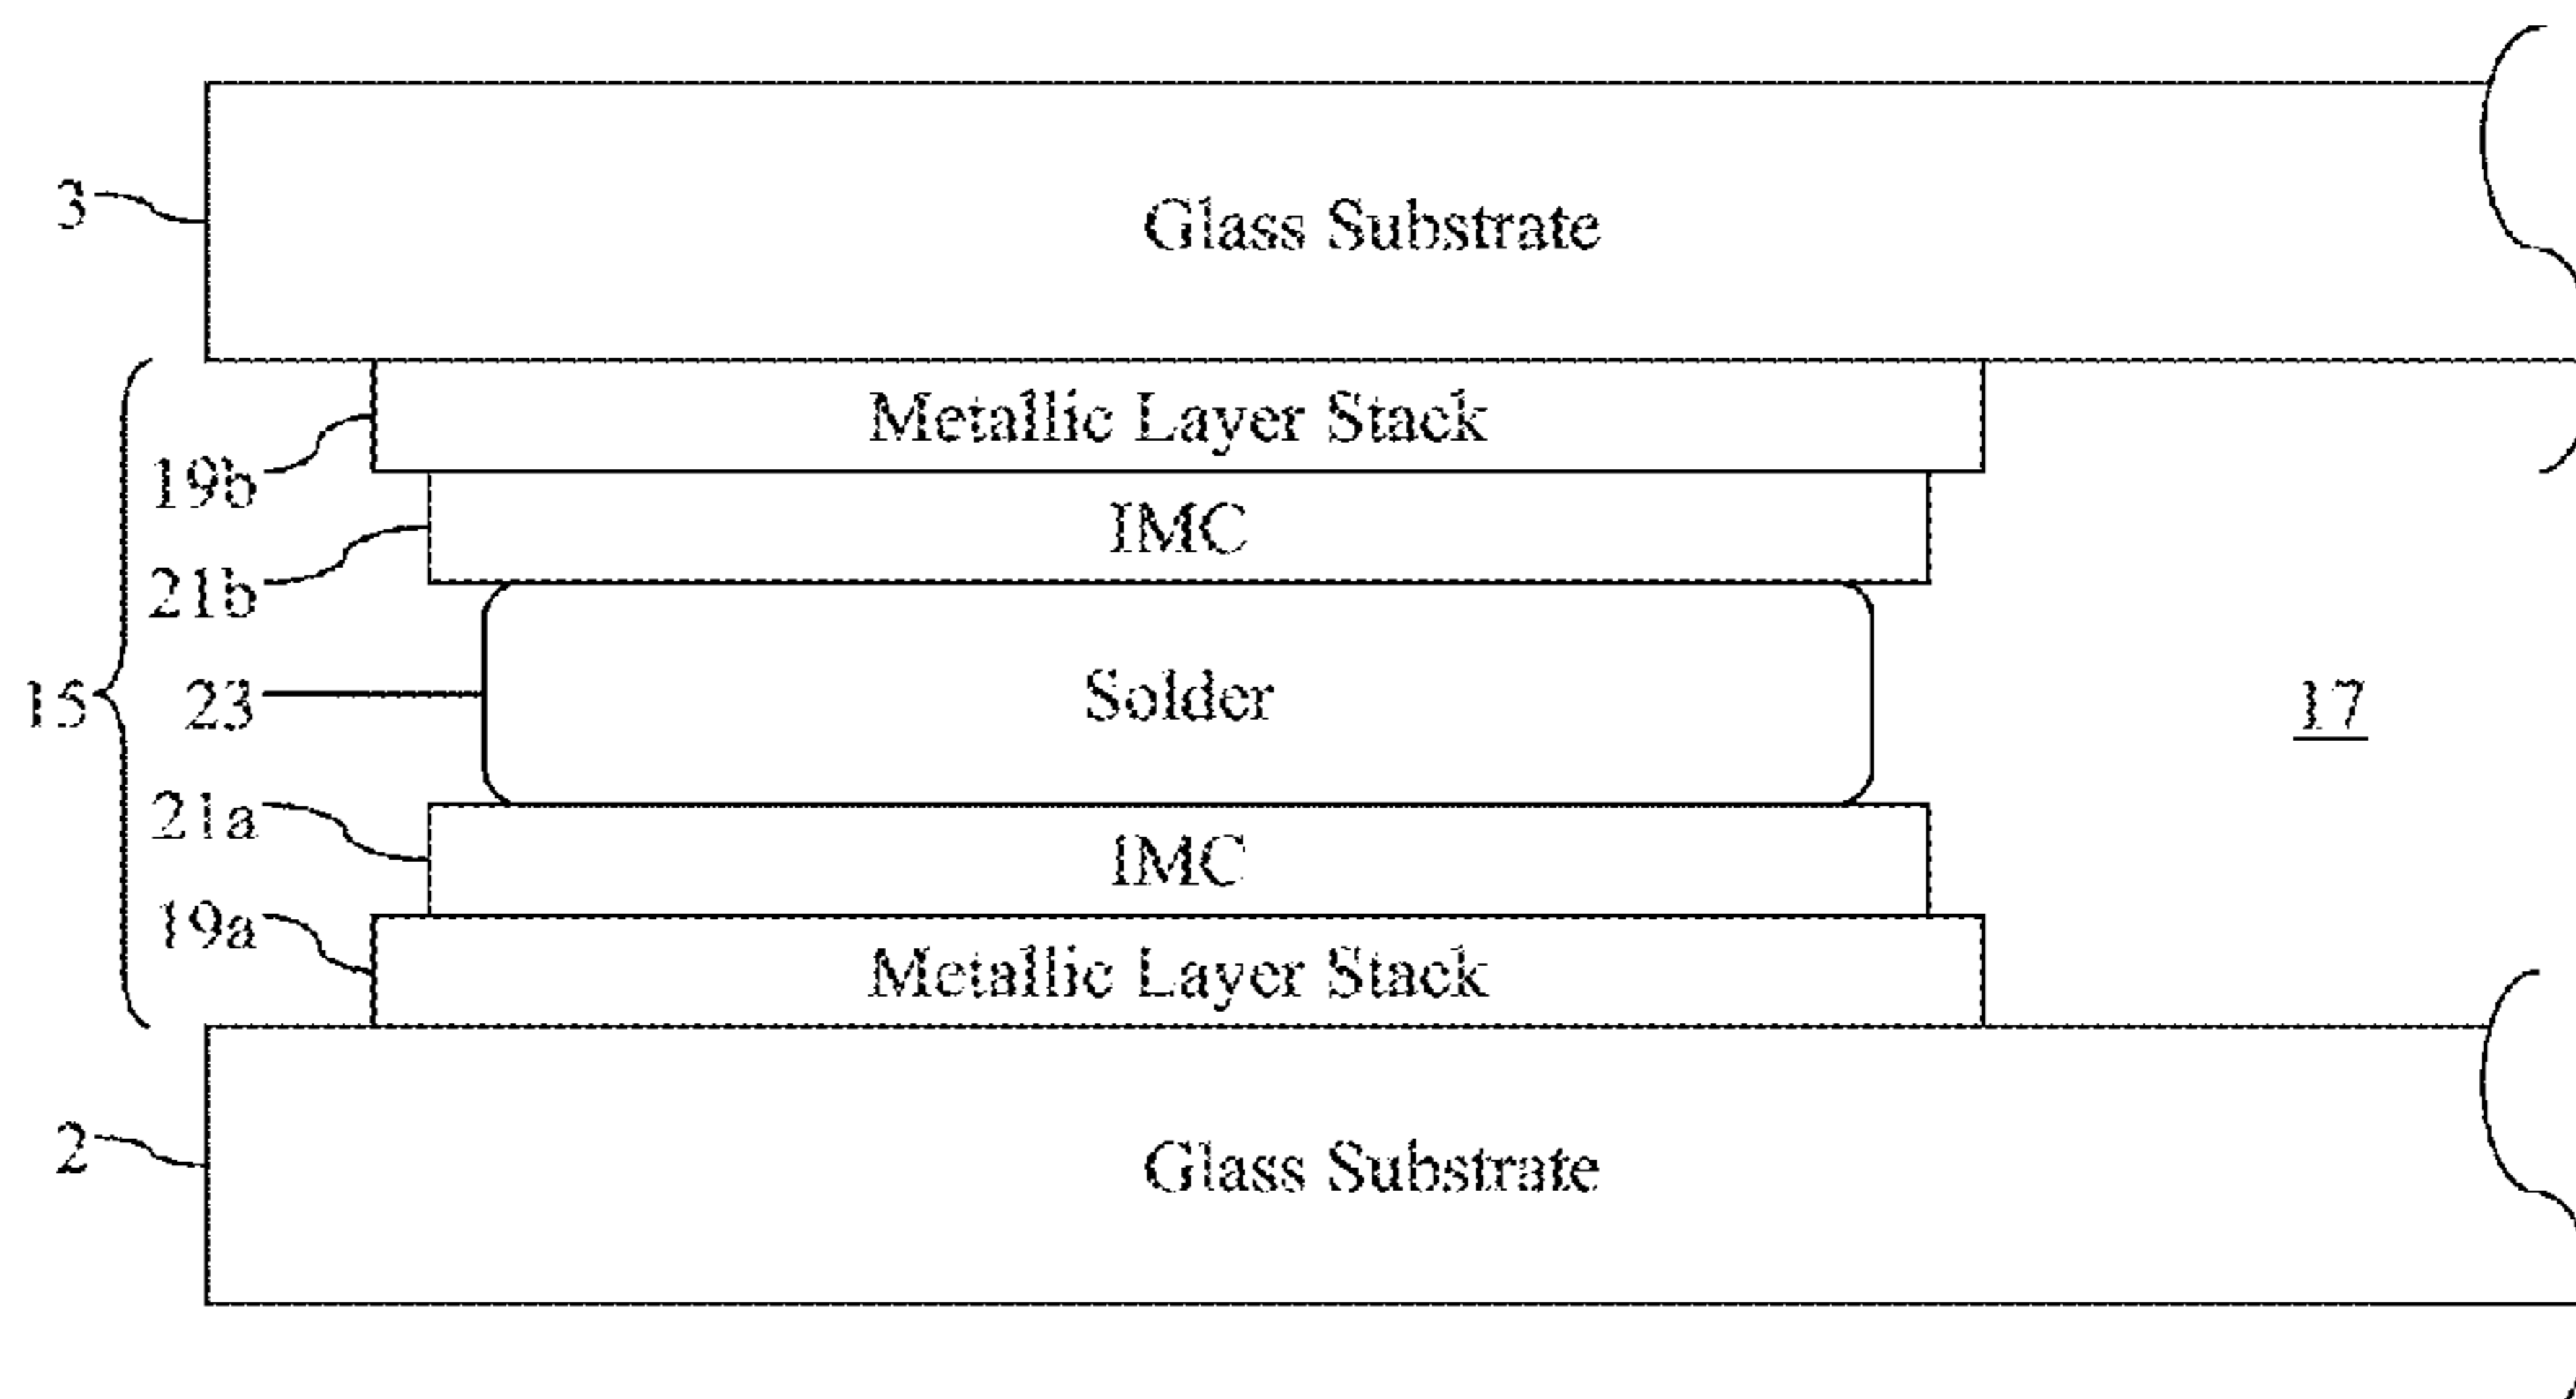 3
Glass Substrate
Metallic Layer Stack
19b
IMC
21b
Solder
15
23
17
21a
IMC
19a
Metallic Layer Stack
2
Glass Substrate